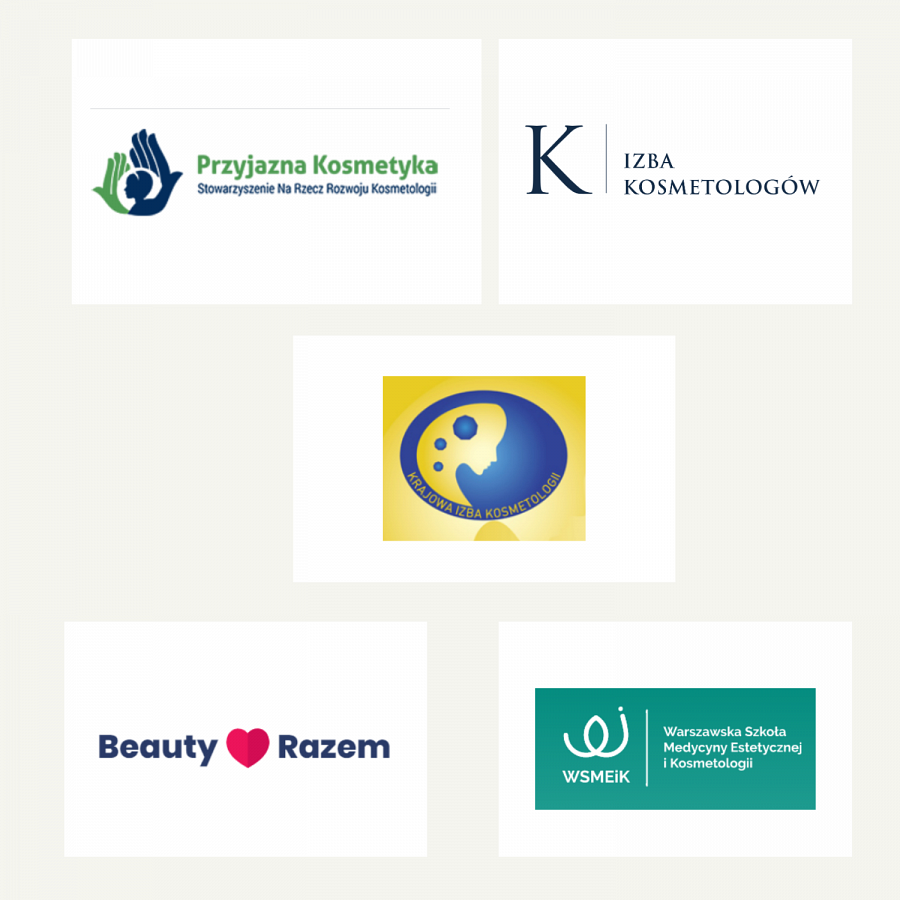 Przyjazna Kosmetyka
Stowarzyszenie Na Rzecz Rozwoju Kosmetologii
K
IZBA
KOSMETOLOGÓW
KRAJOWA IZBA KOSMETOLOGII
Beauty Razem
WSMEiK
Warszawska Szkoła
Medycyny Estetycznej
i Kosmetologii